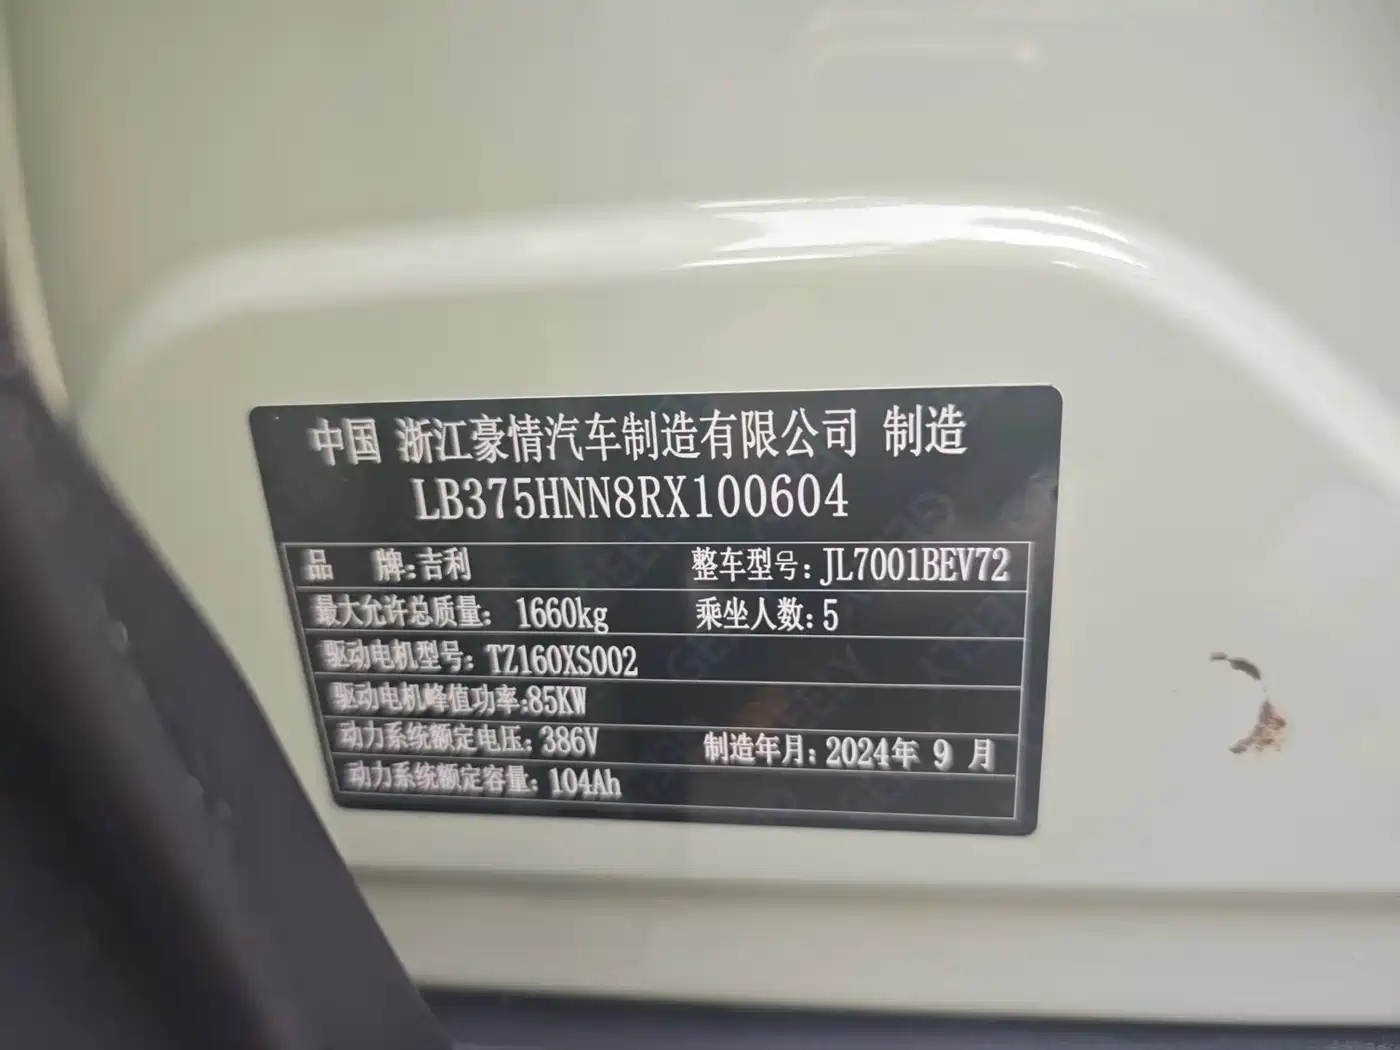 中国 浙江豪情汽车制造有限公司 制造
LB375HNN8RX100604
品 牌:吉利 整车型号:JL7001BEV72
最大允许总质量: 1660kg 乘坐人数:5
驱动电机型号: TZ160XS002
驱动电机峰值功率:85KW
动力系统额定电压: 386V 制造年月: 2024年 9 月
动力系统额定容量: 104Ah